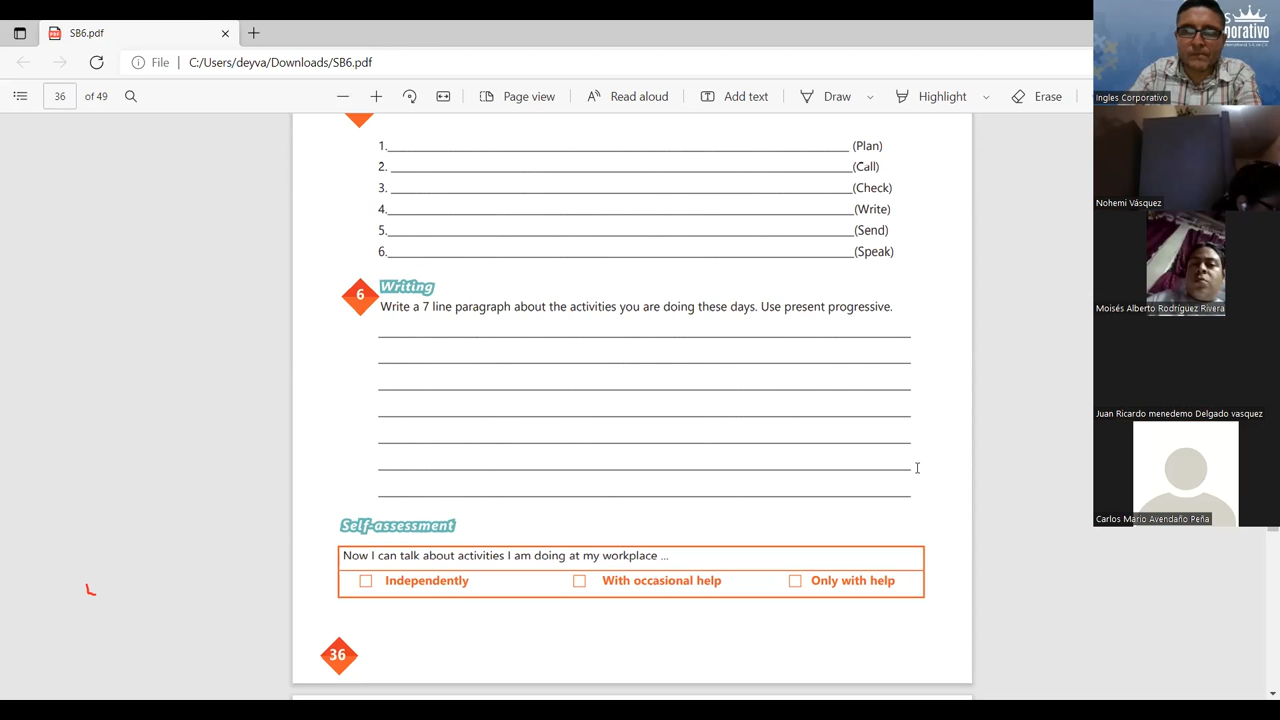 SB6.pdf
File
C:/Users/deyva/Downloads/SB6.pdf
36 of 49
Page view
Read aloud
Add text
Draw
Highlight
Erase
1. (Plan)
2. (Call)
3. (Check)
4. (Write)
5. (Send)
6. (Speak)
6 Writing
Write a 7 line paragraph about the activities you are doing these days. Use present progressive.
Self-assessment
Now I can talk about activities I am doing at my workplace ...
Independently With occasional help Only with help
36
Ingles Corporativo
Nohemi Vásquez
Moisés Alberto Rodríguez Rivera
Juan Ricardo menedemo Delgado vasquez
Carlos Mario Avendaño Peña